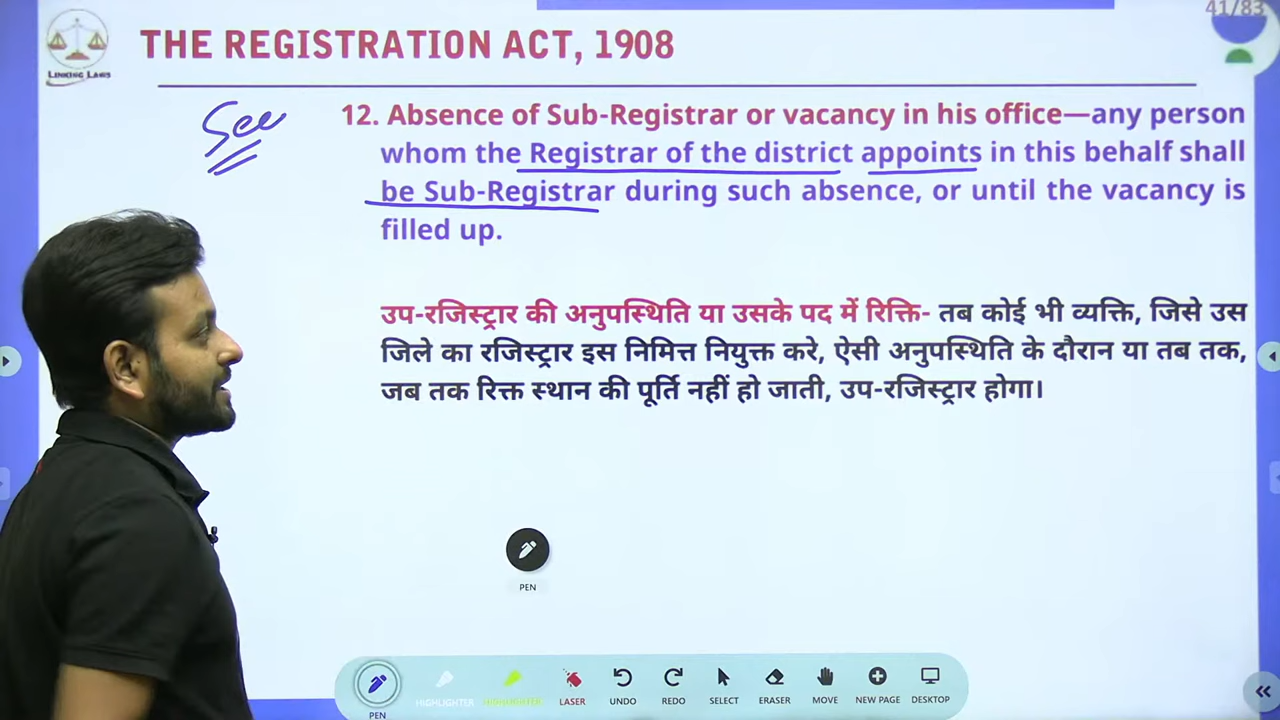 41/83
LINKING LAWS
THE REGISTRATION ACT, 1908
See
12. Absence of Sub-Registrar or vacancy in his office—any person
whom the Registrar of the district appoints in this behalf shall
be Sub-Registrar during such absence, or until the vacancy is
filled up.
उप-रजिस्ट्रार की अनुपस्थिति या उसके पद में रिक्ति- तब कोई भी व्यक्ति, जिसे उस
जिले का रजिस्ट्रार इस निमित्त नियुक्त करे, ऐसी अनुपस्थिति के दौरान या तब तक,
जब तक रिक्त स्थान की पूर्ति नहीं हो जाती, उप-रजिस्ट्रार होगा।
PEN
PEN
HIGHLIGHTER
HIGHLIGHTER
LASER
UNDO
REDO
SELECT
ERASER
MOVE
NEW PAGE
DESKTOP